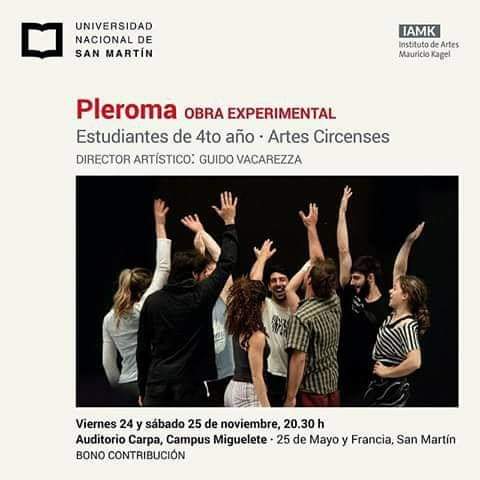 UNIVERSIDAD
NACIONAL DE
SAN MARTÍN
IAMK
Instituto de Artes
Mauricio Kagel
Pleroma OBRA EXPERIMENTAL
Estudiantes de 4to año · Artes Circenses
DIRECTOR ARTÍSTICO: GUIDO VACAREZZA
Viernes 24 y sábado 25 de noviembre, 20.30 h
Auditorio Carpa, Campus Miguelete · 25 de Mayo y Francia, San Martín
BONO CONTRIBUCIÓN